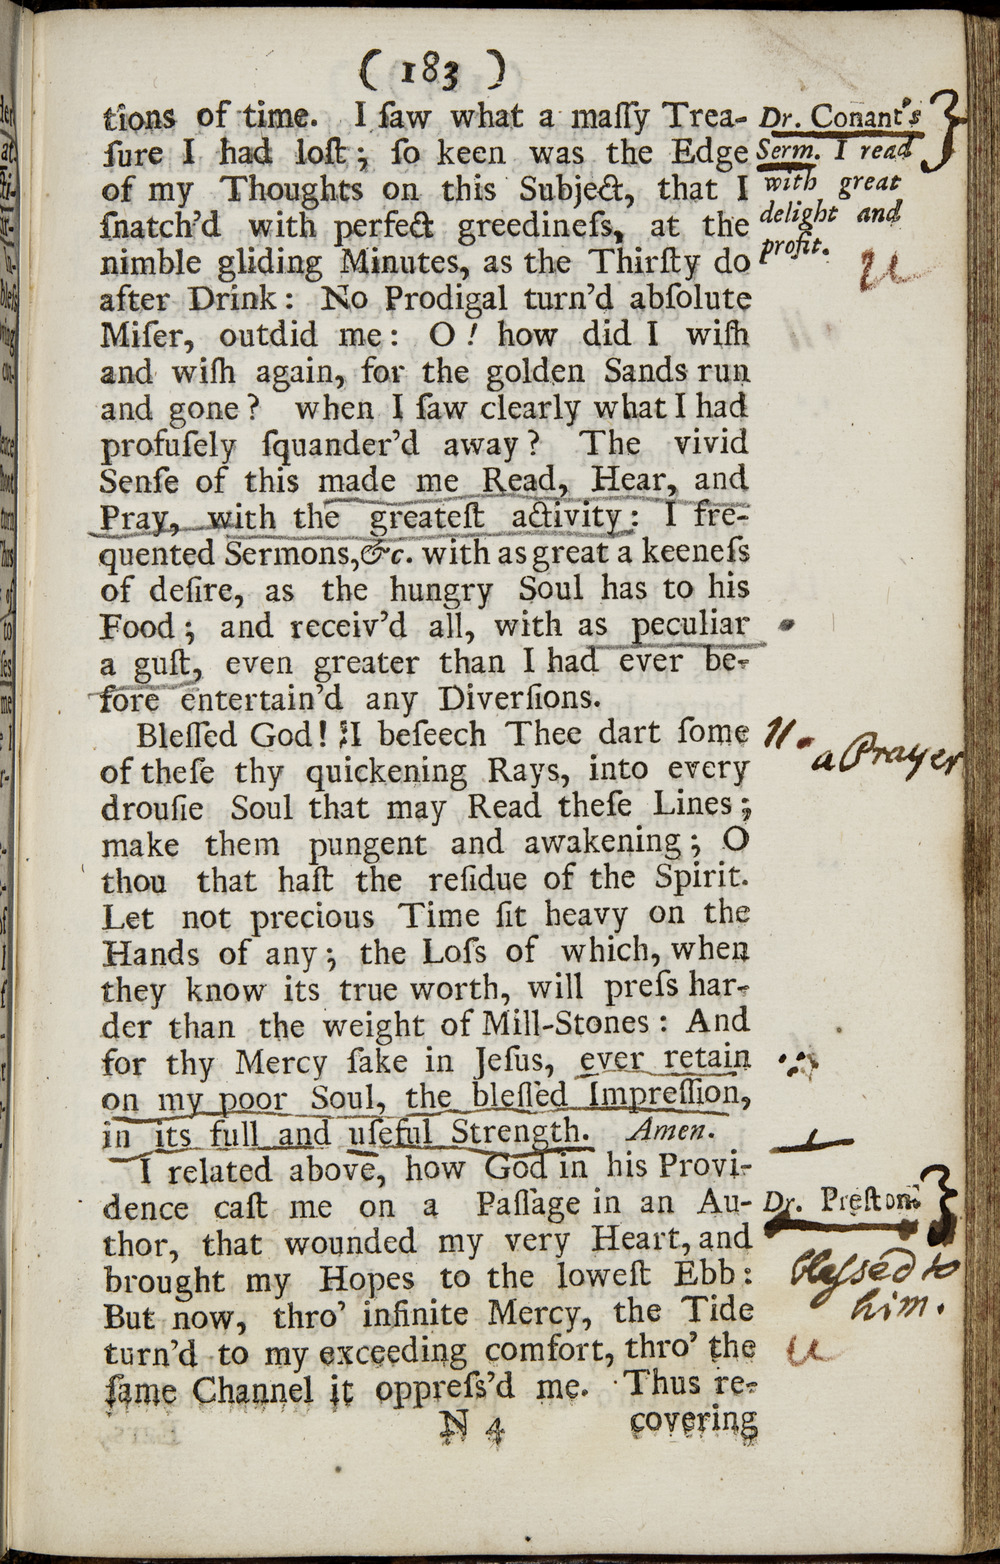 ( 183 )
tions of time. I ſaw what a maſſy Trea-
ſure I had loſt; ſo keen was the Edge
of my Thoughts on this Subject, that I
ſnatch'd with perfect greedineſs, at the
nimble gliding Minutes, as the Thirſty do
after Drink: No Prodigal turn'd abſolute
Miſer, outdid me: O! how did I wiſh
and wiſh again, for the golden Sands run
and gone? when I ſaw clearly what I had
profuſely ſquander'd away? The vivid
Senſe of this made me Read, Hear, and
Pray, with the greateſt activity: I fre-
quented Sermons, &c. with as great a keeneſs
of deſire, as the hungry Soul has to his
Food; and receiv'd all, with as peculiar
a guſt, even greater than I had ever be-
fore entertain'd any Diverſions.
Bleſſed God! I beſeech Thee dart ſome
of theſe thy quickening Rays, into every
drouſie Soul that may Read theſe Lines;
make them pungent and awakening; O
thou that haſt the reſidue of the Spirit.
Let not precious Time ſit heavy on the
Hands of any; the Loſs of which, when
they know its true worth, will preſs har-
der than the weight of Mill-Stones: And
for thy Mercy ſake in Jeſus, ever retain
on my poor Soul, the bleſſed Impreſſion,
in its full and uſeful Strength. Amen.
I related above, how God in his Provi-
dence caſt me on a Paſſage in an Au-
thor, that wounded my very Heart, and
brought my Hopes to the loweſt Ebb:
But now, thro' infinite Mercy, the Tide
turn'd to my exceeding comfort, thro' the
ſame Channel it oppreſs'd me. Thus re-
N 4 covering
Dr. Conant's
Serm. I read
with great
delight and
profit.
a Prayer
Dr. Preston
bleſsed to
him.